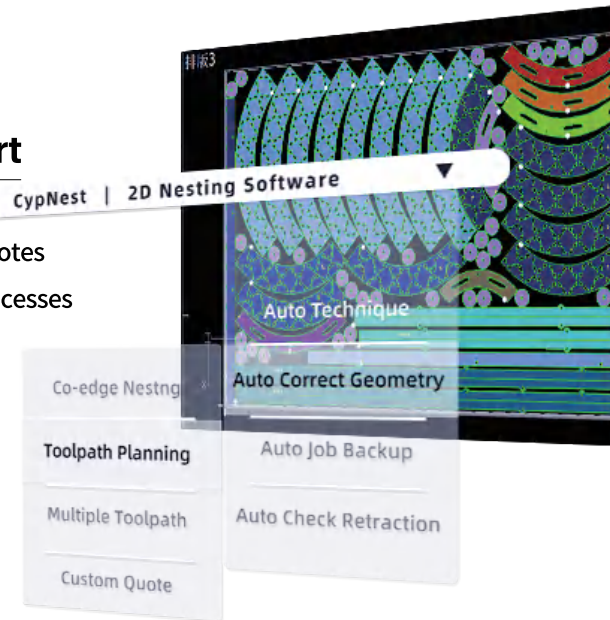 排版3
rt
CypNest | 2D Nesting Software ▼
otes
cesses
Auto Technique
Co-edge Nestng
Auto Correct Geometry
Toolpath Planning
Auto Job Backup
Multiple Toolpath
Auto Check Retraction
Custom Quote